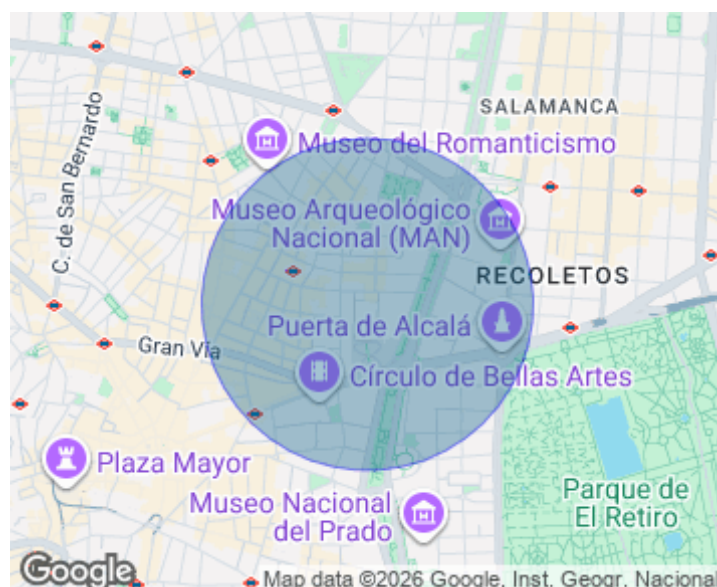 SALAMANCA
C. de San Bernardo
Museo del Romanticismo
Museo Arqueológico
Nacional (MAN)
RECOLETOS
Puerta de Alcalá
Gran Vía
Círculo de Bellas Artes
Plaza Mayor
Museo Nacional
del Prado
Parque de
El Retiro
Google
Map data ©2026 Google, Inst. Geogr. Nacional